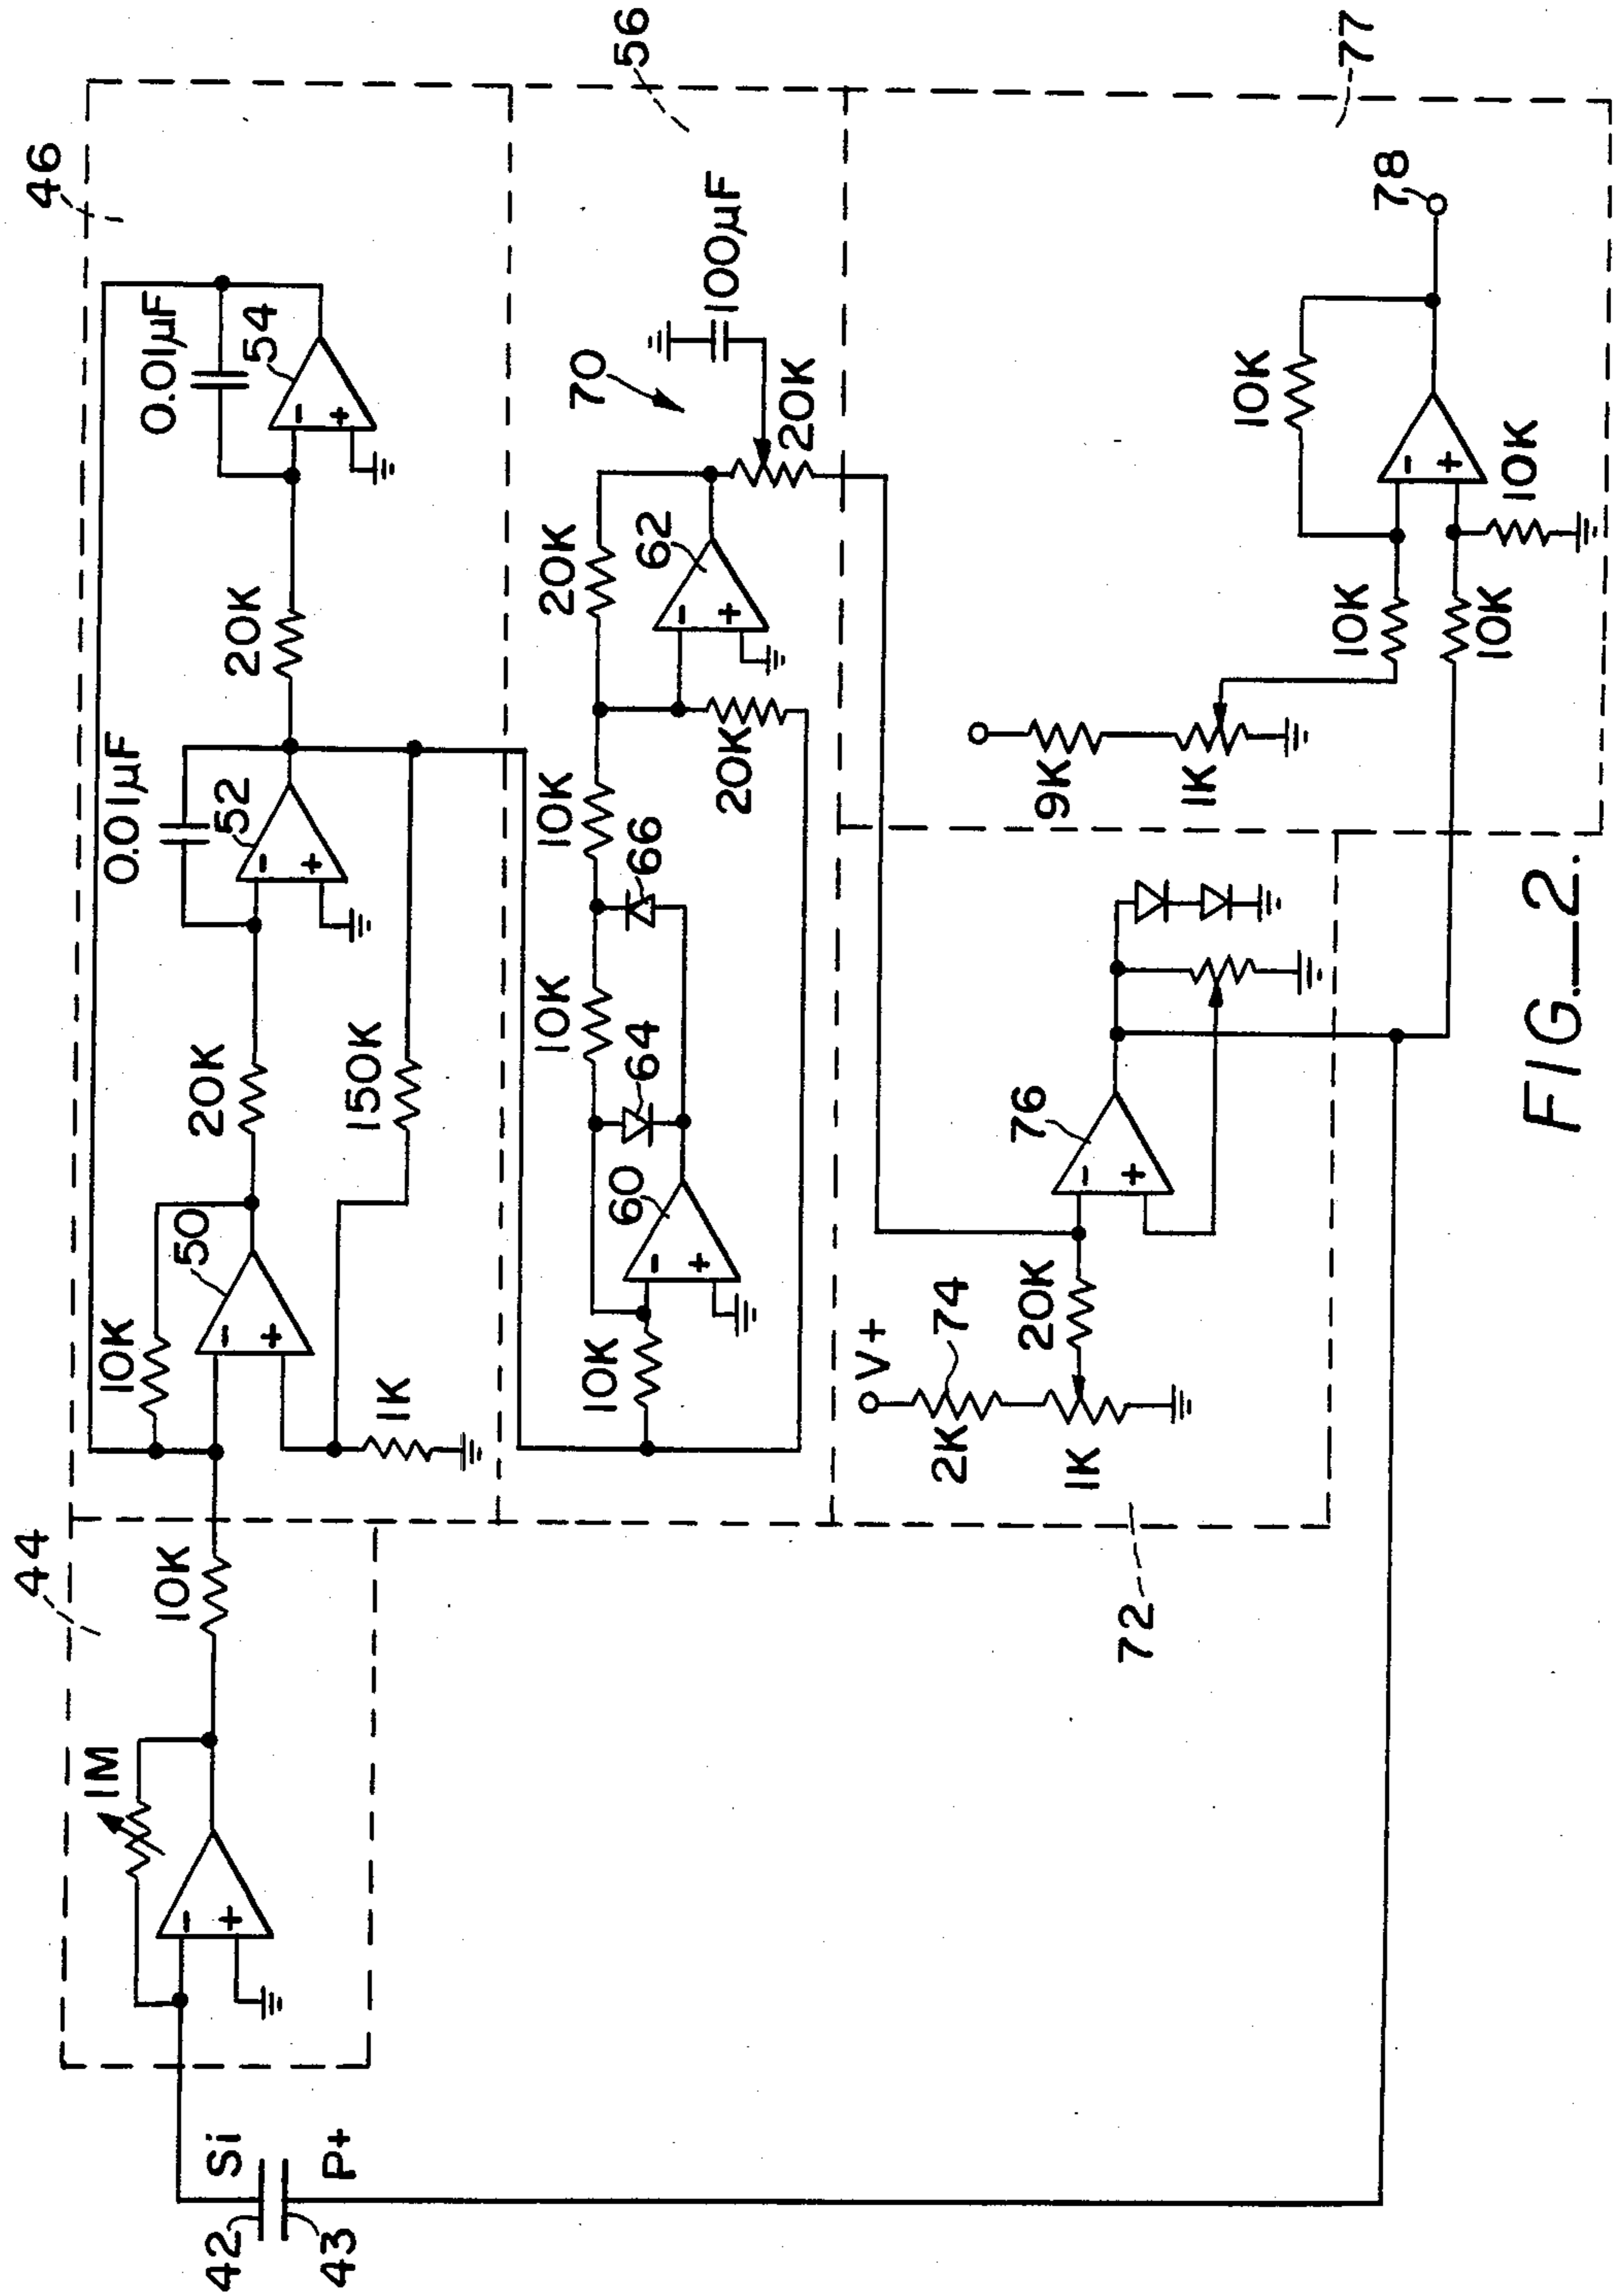 44
46
56
77
1M
10K
10K
50
20K
0.01µF
52
20K
0.01µF
54
-
+
-
+
-
+
-
+
1K
150K
Si
42
P+
43
10K
60
64
10K
66
10K
20K
62
20K
70
100µF
20K
-
+
-
+
V+
2K
74
1K
20K
76
-
+
72
9K
1K
10K
10K
10K
10K
-
+
78
FIG._2.